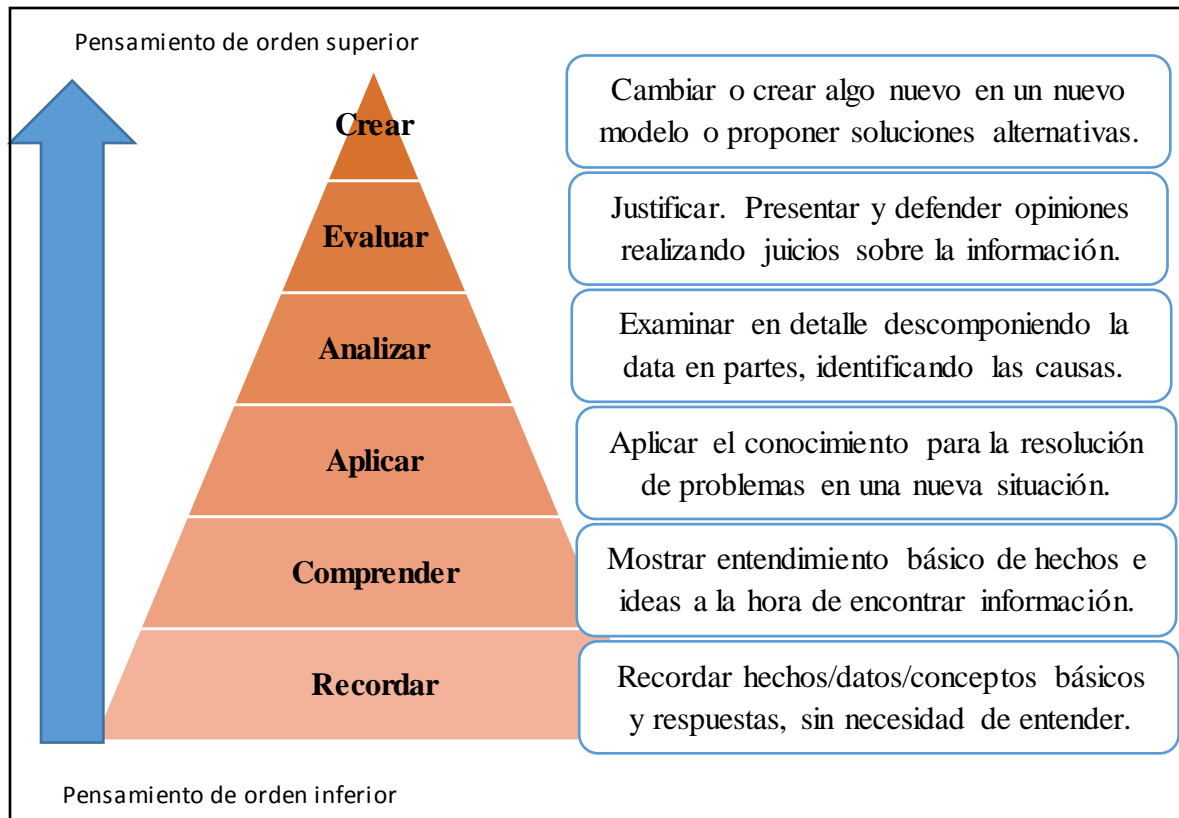 Pensamiento de orden superior
Crear
Cambiar o crear algo nuevo en un nuevo
modelo o proponer soluciones alternativas.
Evaluar
Justificar. Presentar y defender opiniones
realizando juicios sobre la información.
Analizar
Examinar en detalle descomponiendo la
data en partes, identificando las causas.
Aplicar
Aplicar el conocimiento para la resolución
de problemas en una nueva situación.
Comprender
Mostrar entendimiento básico de hechos e
ideas a la hora de encontrar información.
Recordar
Recordar hechos/datos/conceptos básicos
y respuestas, sin necesidad de entender.
Pensamiento de orden inferior